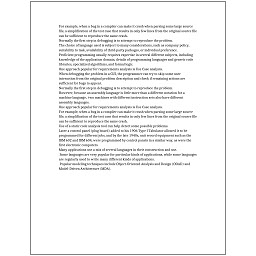 For example, when a bug in a compiler can make it crash when parsing some large source
file, a simplification of the test case that results in only few lines from the original source file
can be sufficient to reproduce the same crash.
Normally the first step in debugging is to attempt to reproduce the problem.
The choice of language used is subject to many considerations, such as company policy,
suitability to task, availability of third-party packages, or individual preference.
Proficient programming usually requires expertise in several different subjects, including
knowledge of the application domain, details of programming languages and generic code
libraries, specialized algorithms, and formal logic.
One approach popular for requirements analysis is Use Case analysis.
When debugging the problem in a GUI, the programmer can try to skip some user
interaction from the original problem description and check if remaining actions are
sufficient for bugs to appear.
Normally the first step in debugging is to attempt to reproduce the problem.
However, because an assembly language is little more than a different notation for a
machine language, two machines with different instruction sets also have different
assembly languages.
One approach popular for requirements analysis is Use Case analysis.
For example, when a bug in a compiler can make it crash when parsing some large source
file, a simplification of the test case that results in only few lines from the original source file
can be sufficient to reproduce the same crash.
Use of a static code analysis tool can help detect some possible problems.
Later a control panel (plug board) added to his 1906 Type I Tabulator allowed it to be
programmed for different jobs, and by the late 1940s, unit record equipment such as the
IBM 602 and IBM 604, were programmed by control panels in a similar way, as were the
first electronic computers.
Many applications use a mix of several languages in their construction and use.
Some languages are very popular for particular kinds of applications, while some languages
are regularly used to write many different kinds of applications.
Popular modeling techniques include Object-Oriented Analysis and Design (OOAD) and
Model-Driven Architecture (MDA).